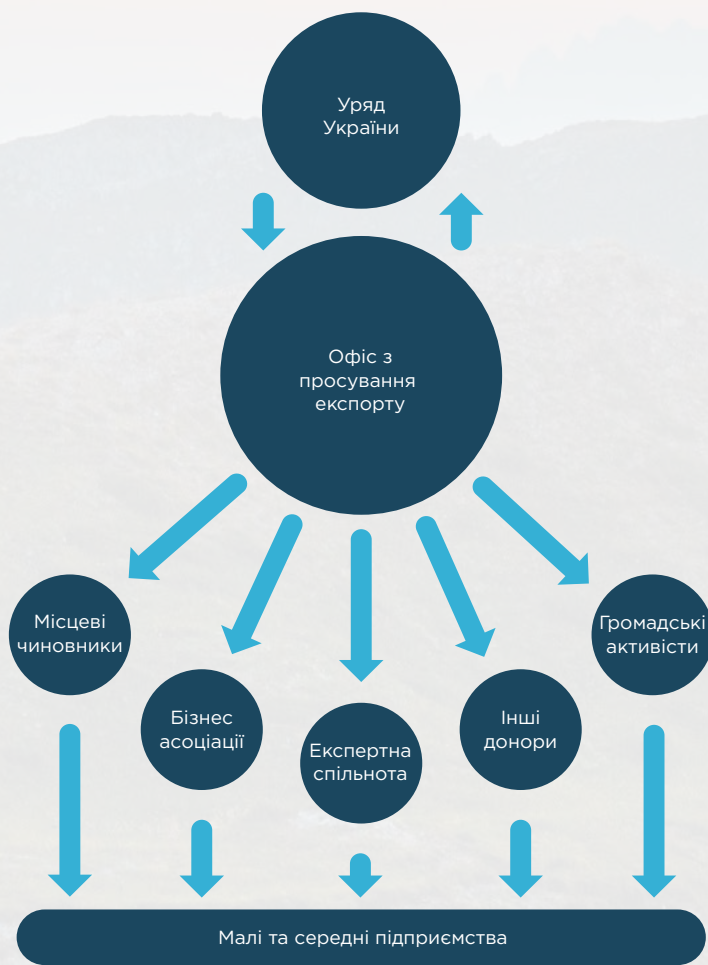 Уряд
України
Офіс з
просування
експорту
Місцеві
чиновники
Бізнес
асоціації
Експертна
спільнота
Інші
донори
Громадські
активісти
Малі та середні підприємства